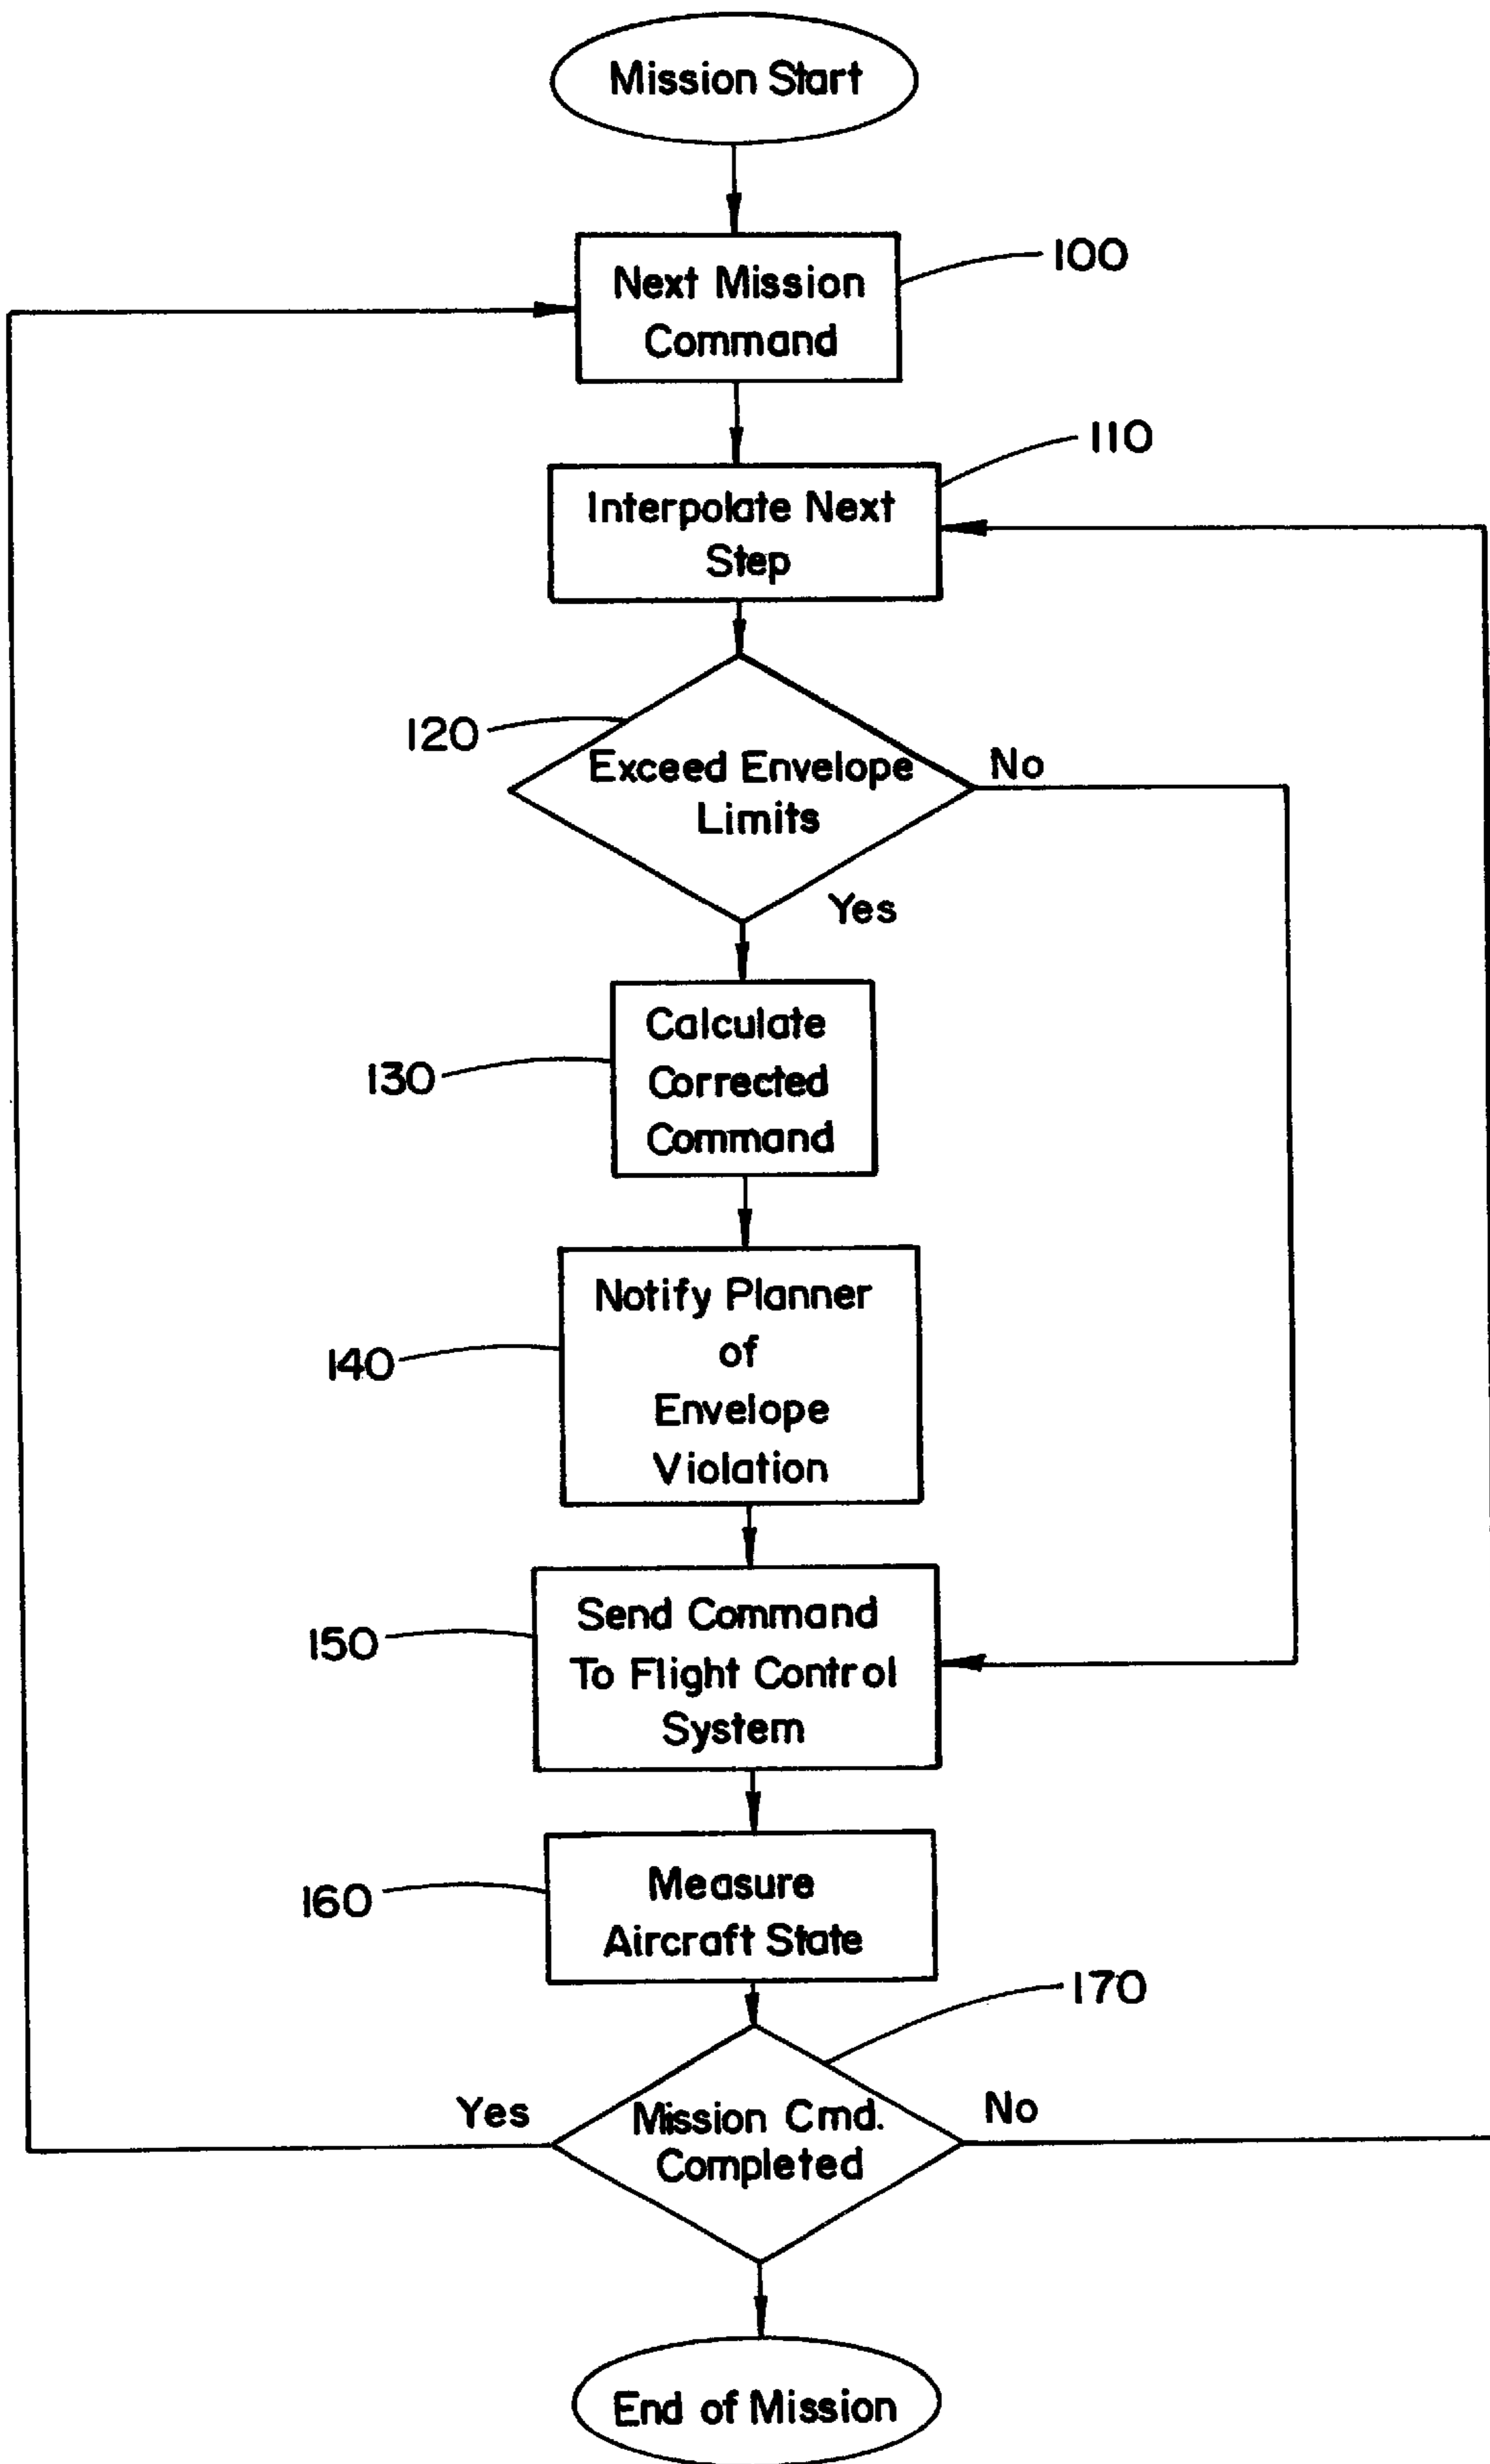 Mission Start
Next Mission
Command
100
Interpolate Next
Step
110
120
Exceed Envelope
Limits
No
Yes
Calculate
Corrected
Command
130
Notify Planner
of
Envelope
Violation
140
Send Command
To Flight Control
System
150
Measure
Aircraft State
160
170
Yes
Mission Cmd.
Completed
No
End of Mission